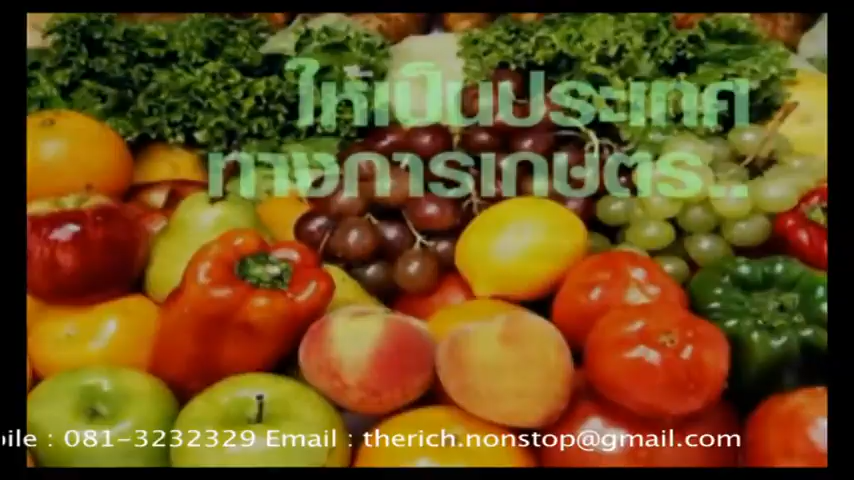 ให้เป็นประเทศ
ทางการเกษตร..
bile : 081-3232329 Email : therich.nonstop@gmail.com